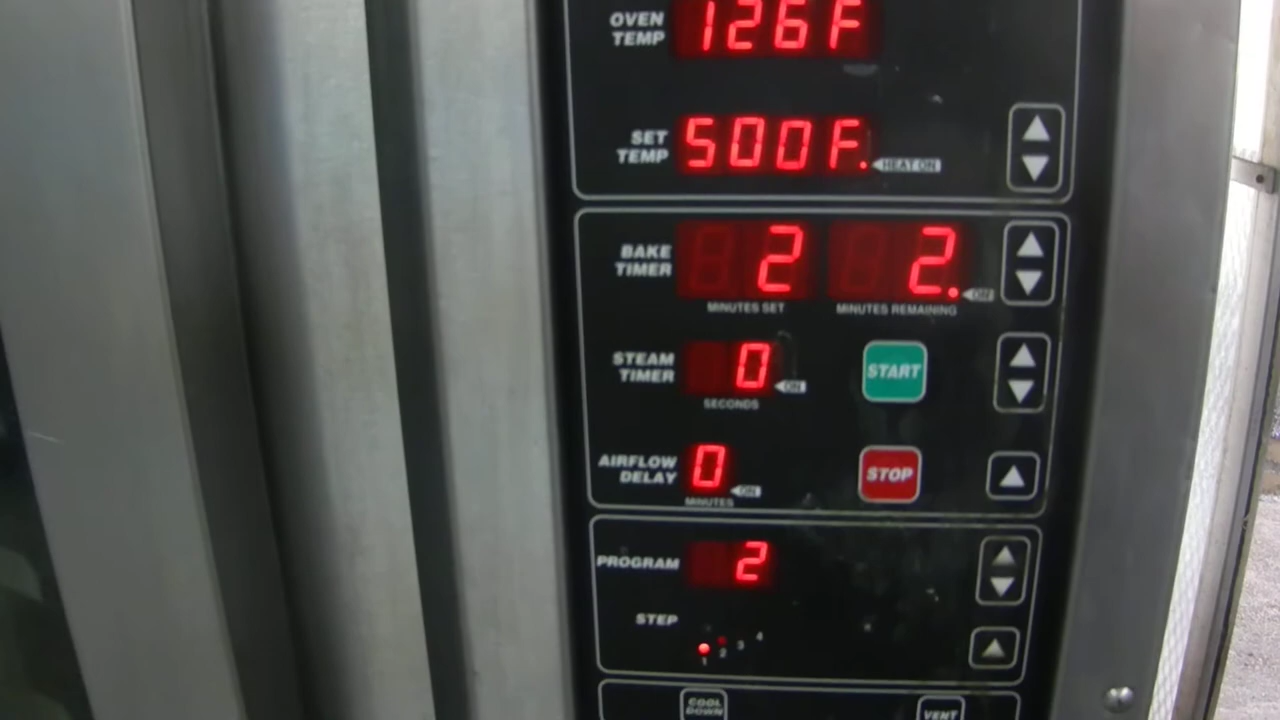 OVEN TEMP 126F
SET TEMP 500F. HEAT ON
BAKE TIMER 2 2. ON
MINUTES SET MINUTES REMAINING
STEAM TIMER 0 ON START
SECONDS
AIRFLOW DELAY 0 ON STOP
MINUTES
PROGRAM 2
STEP
1 2 3 4
COOL DOWN VENT